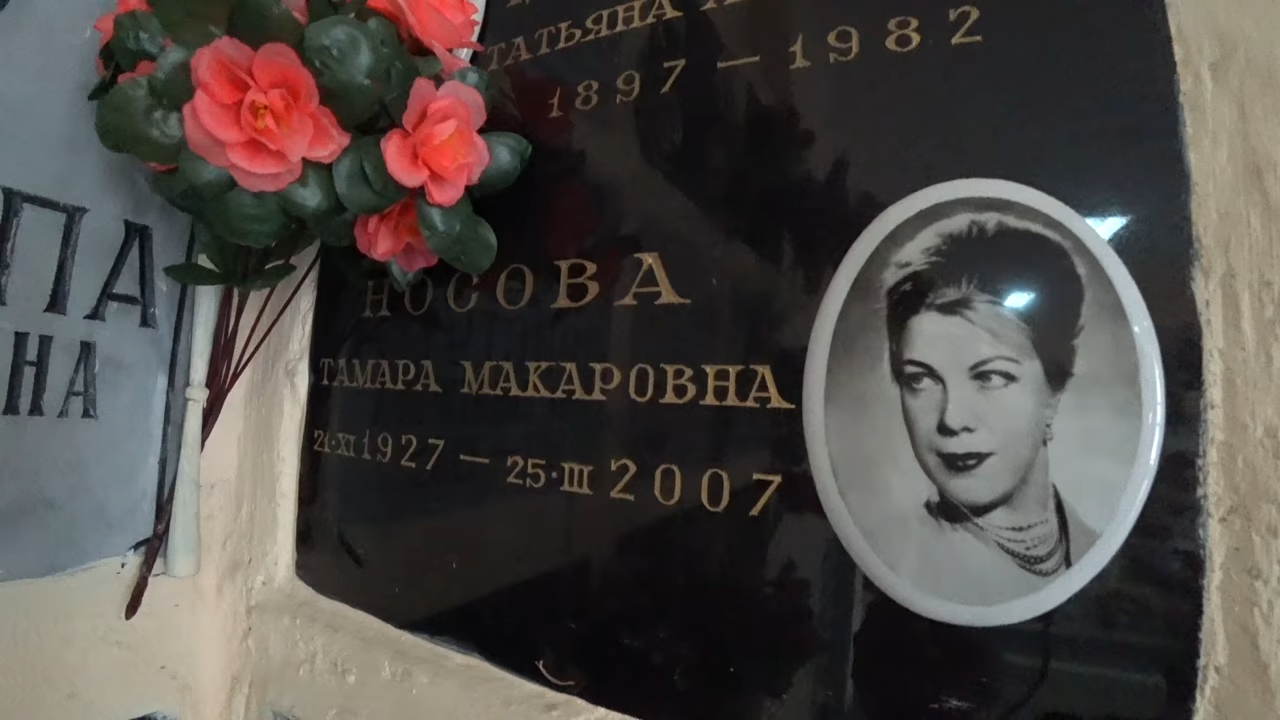 ТАТЬЯНА
1897 – 1982
НОСОВА
ТАМАРА МАКАРОВНА
21·XI 1927 – 25·III 2007
ПА
НА